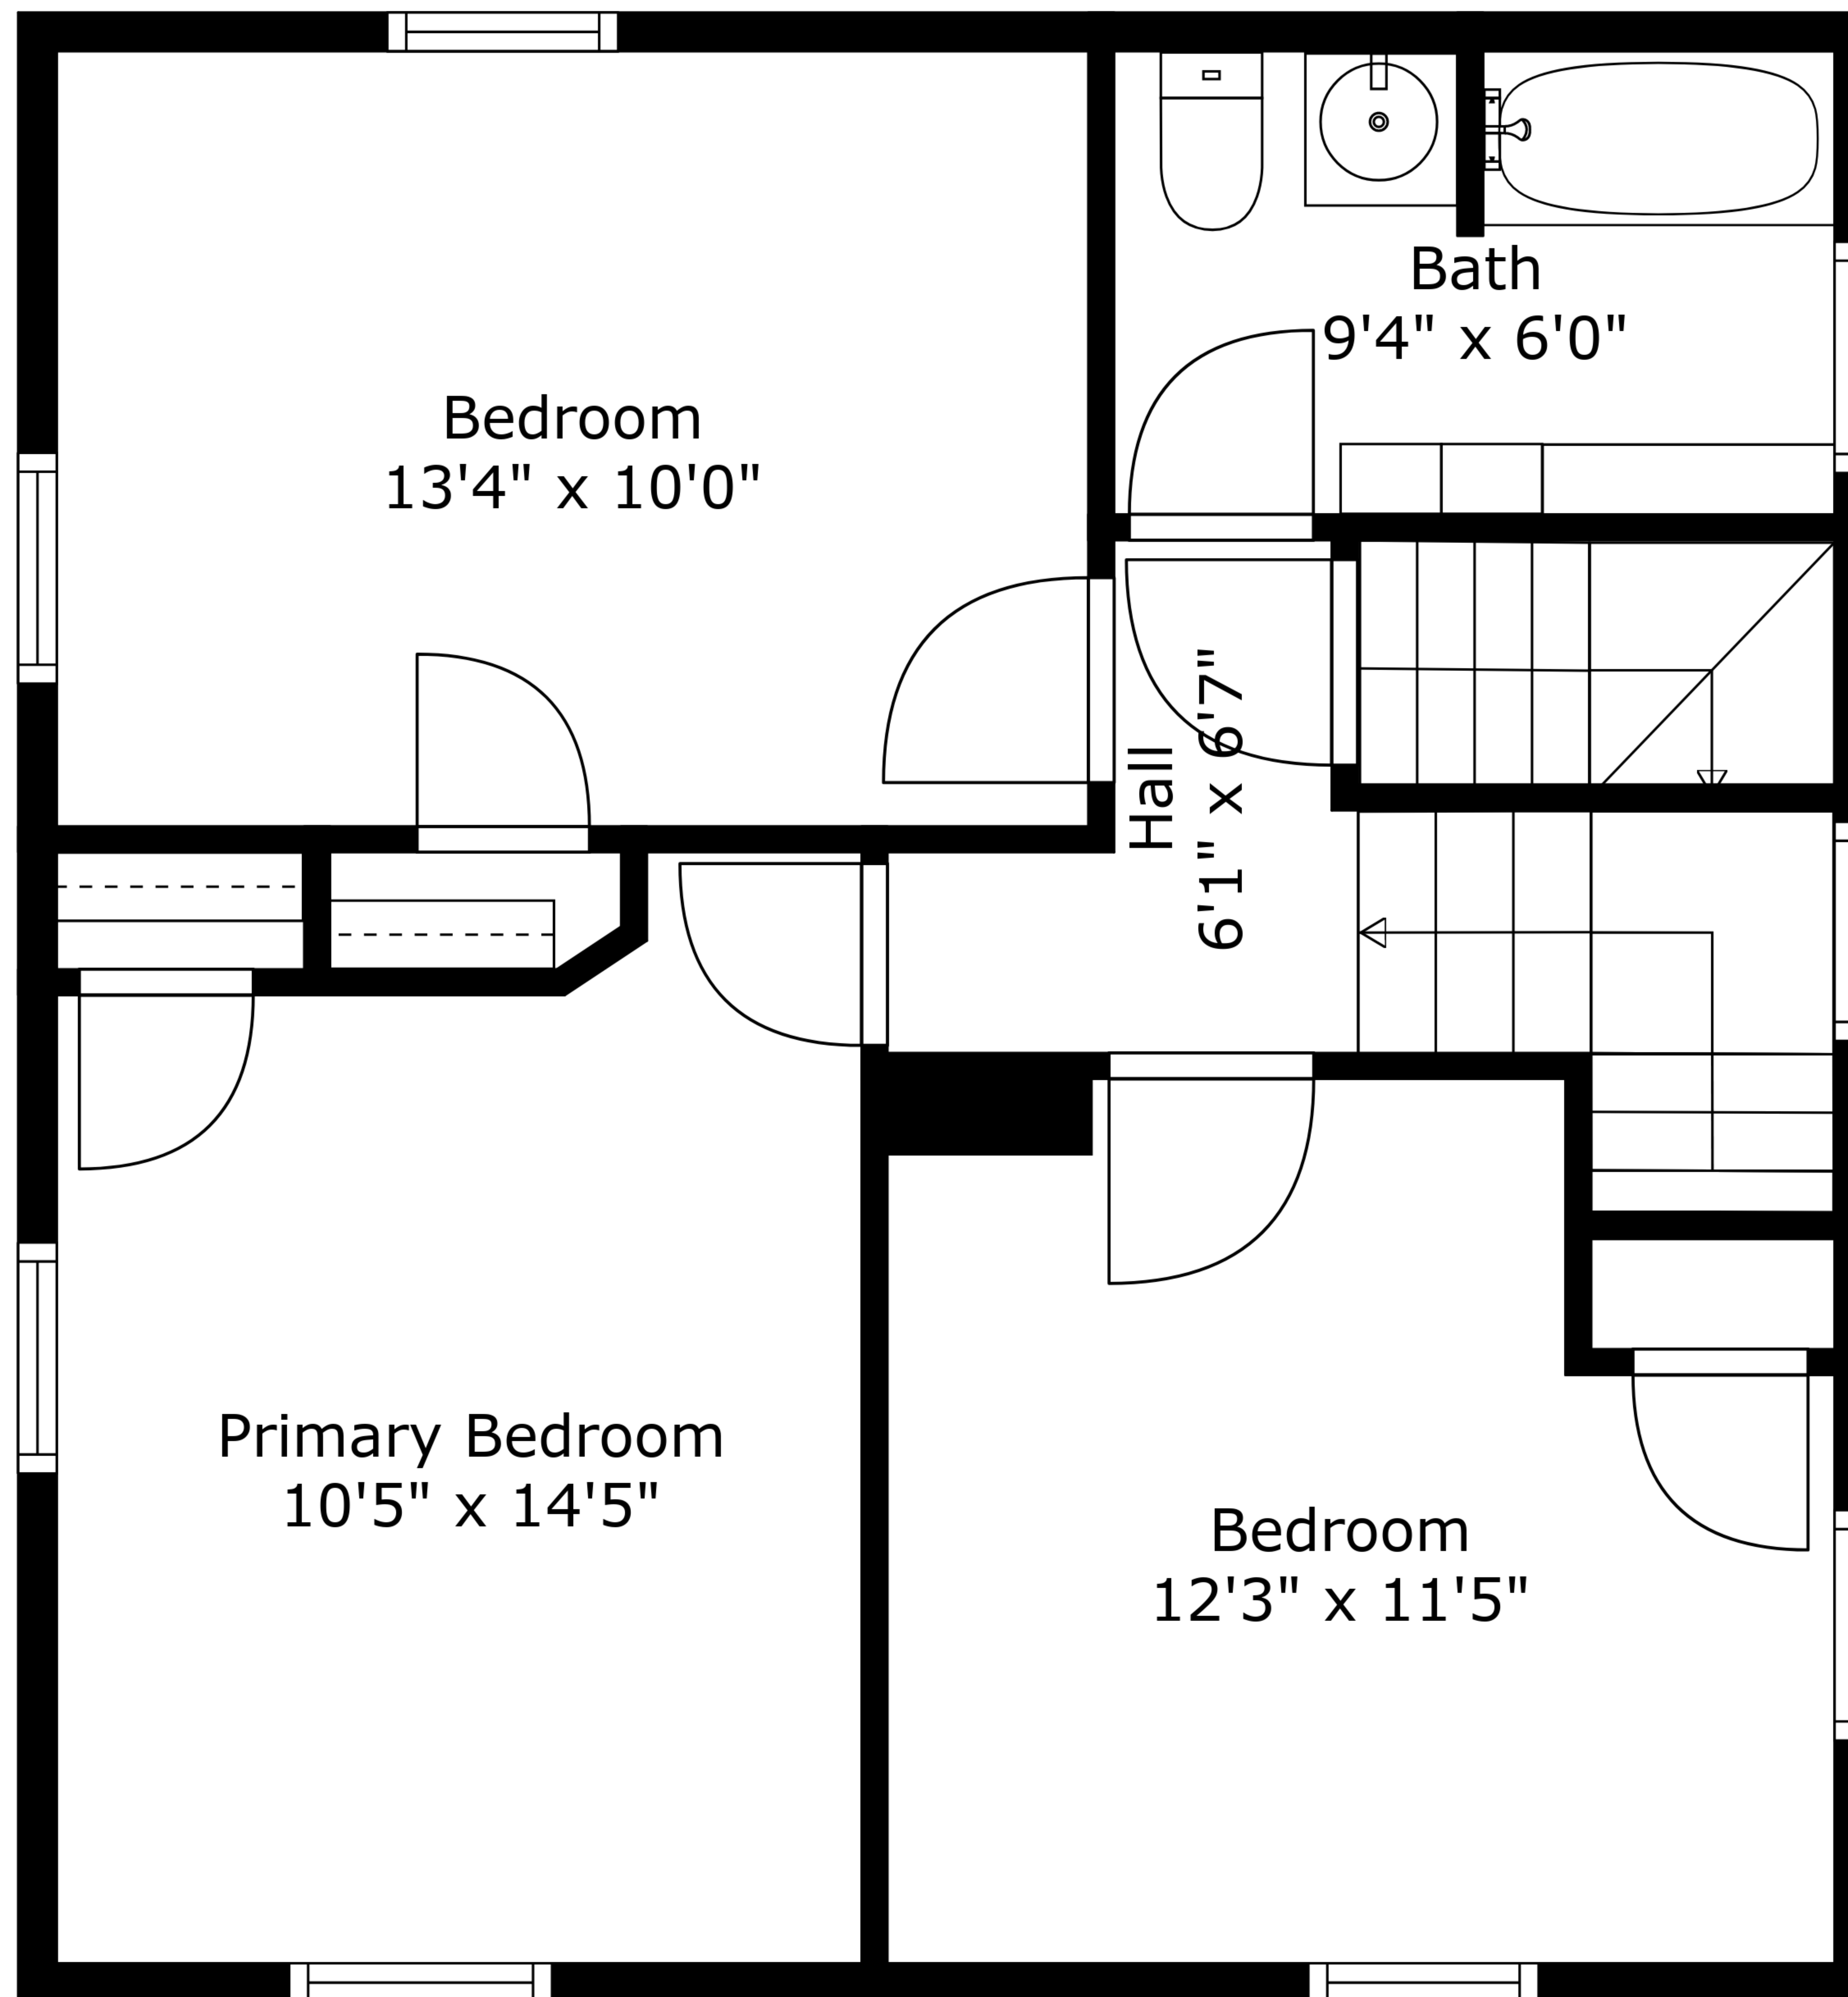 Bath
9'4" x 6'0"
Bedroom
13'4" x 10'0"
Hall
6'1" x 6'7"
Primary Bedroom
10'5" x 14'5"
Bedroom
12'3" x 11'5"